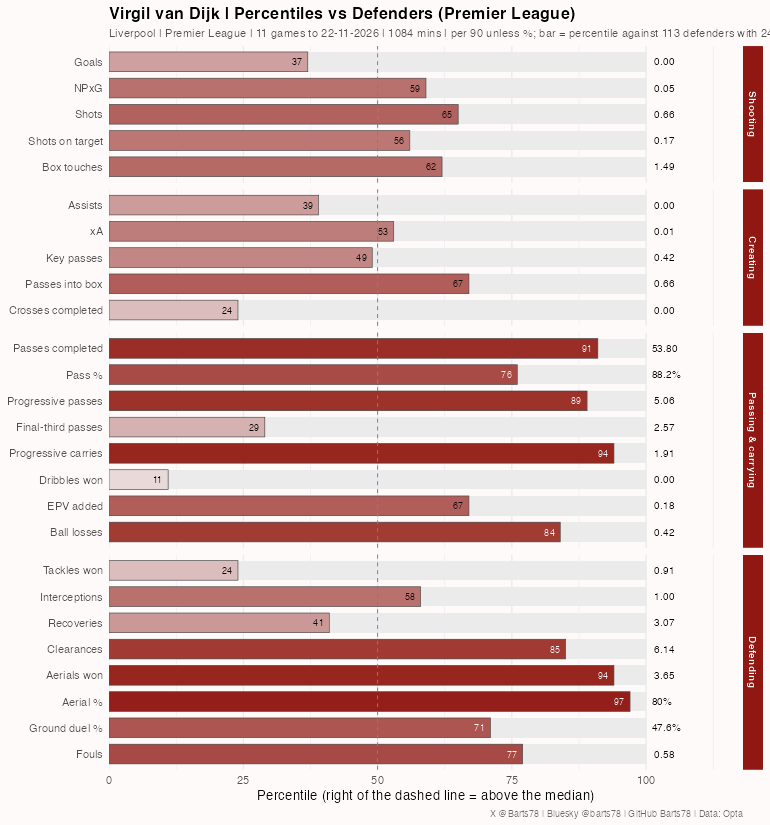 Virgil van Dijk | Percentiles vs Defenders (Premier League)
Liverpool | Premier League | 11 games to 22-11-2026 | 1084 mins | per 90 unless %; bar = percentile against 113 defenders with 24
Goals 37 0.00
NPxG 59 0.05
Shots 65 0.66
Shots on target 56 0.17
Box touches 62 1.49
Shooting
Assists 39 0.00
xA 53 0.01
Key passes 49 0.42
Passes into box 67 0.66
Crosses completed 24 0.00
Creating
Passes completed 91 53.80
Pass % 76 88.2%
Progressive passes 89 5.06
Final-third passes 29 2.57
Progressive carries 94 1.91
Dribbles won 11 0.00
EPV added 67 0.18
Ball losses 84 0.42
Passing & carrying
Tackles won 24 0.91
Interceptions 58 1.00
Recoveries 41 3.07
Clearances 85 6.14
Aerials won 94 3.65
Aerial % 97 80%
Ground duel % 71 47.6%
Fouls 77 0.58
Defending
0 25 50 75 100
Percentile (right of the dashed line = above the median)
X @Barts78 | Bluesky @barts78 | GitHub Barts78 | Data: Opta